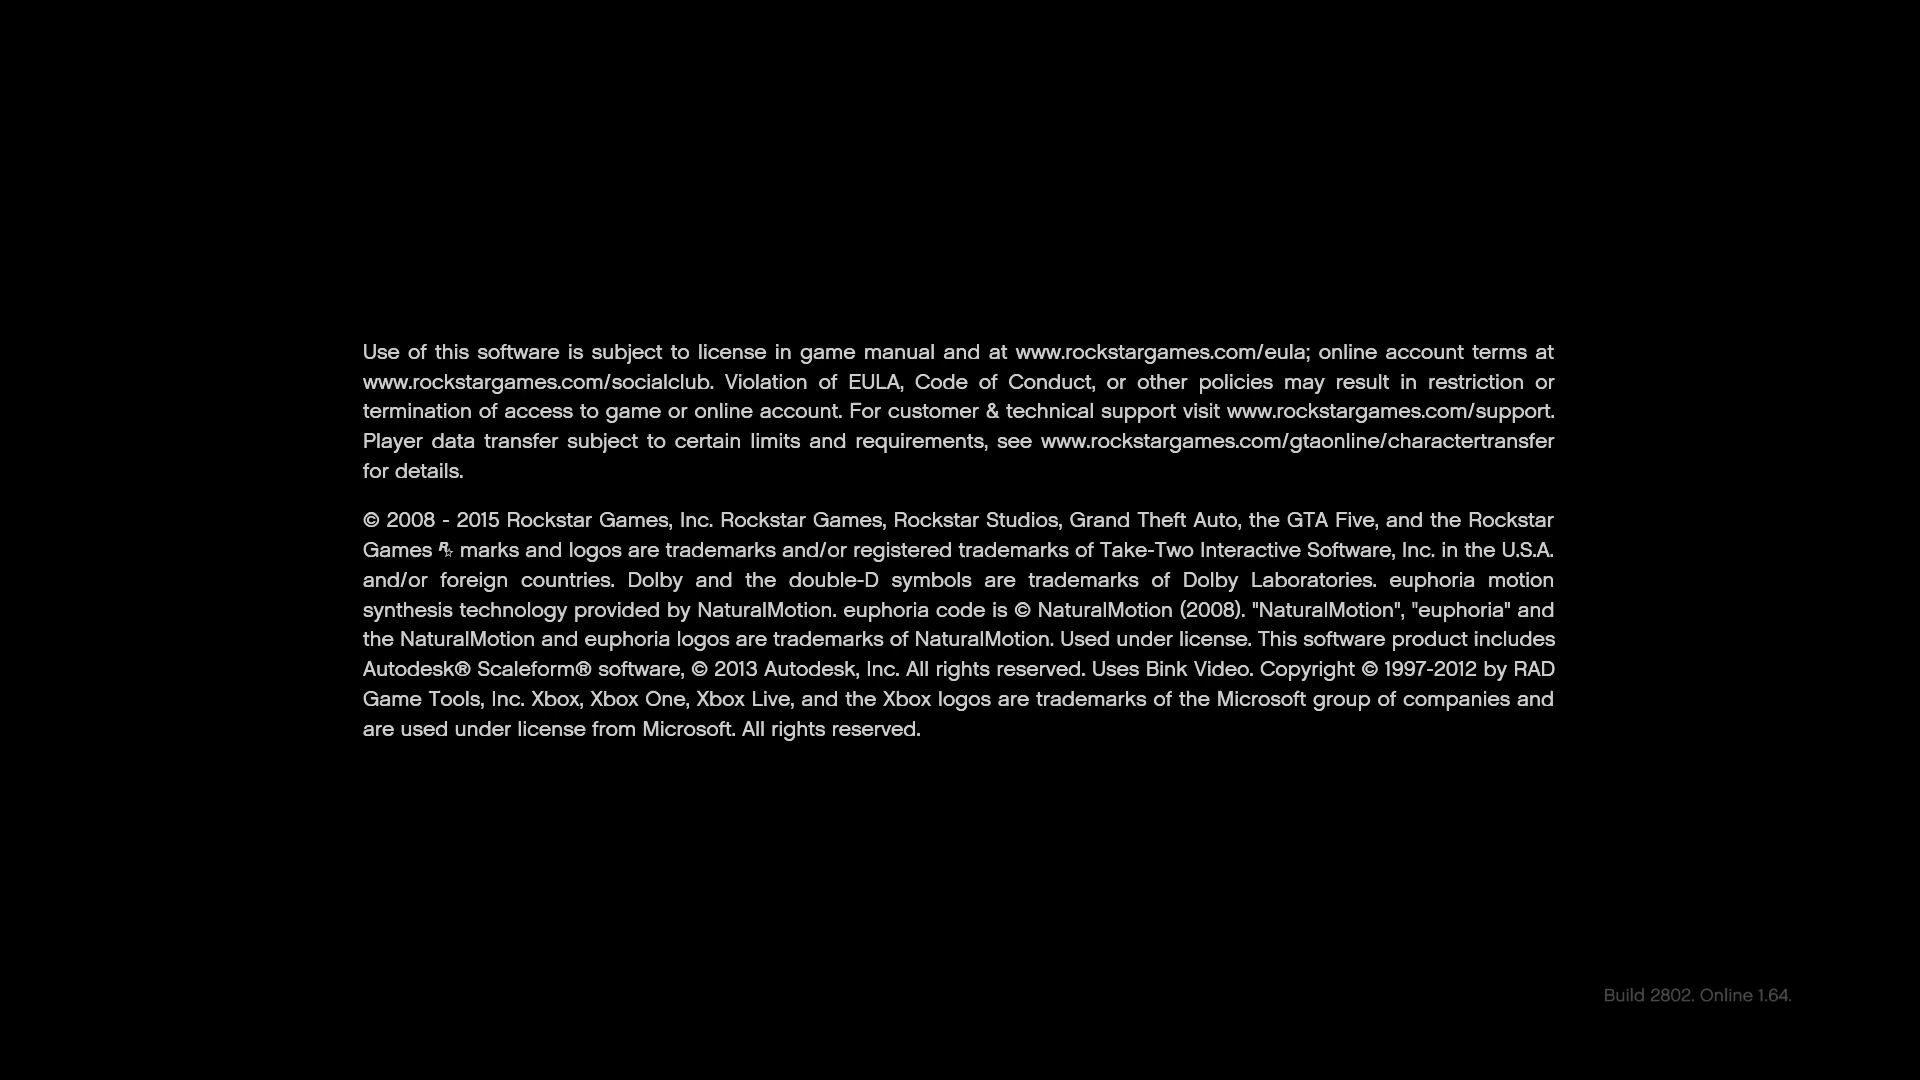 Use of this software is subject to license in game manual and at www.rockstargames.com/eula; online account terms at
www.rockstargames.com/socialclub. Violation of EULA, Code of Conduct, or other policies may result in restriction or
termination of access to game or online account. For customer & technical support visit www.rockstargames.com/support.
Player data transfer subject to certain limits and requirements, see www.rockstargames.com/gtaonline/charactertransfer
for details.
© 2008 - 2015 Rockstar Games, Inc. Rockstar Games, Rockstar Studios, Grand Theft Auto, the GTA Five, and the Rockstar
Games R* marks and logos are trademarks and/or registered trademarks of Take-Two Interactive Software, Inc. in the U.S.A.
and/or foreign countries. Dolby and the double-D symbols are trademarks of Dolby Laboratories. euphoria motion
synthesis technology provided by NaturalMotion. euphoria code is © NaturalMotion (2008). "NaturalMotion", "euphoria" and
the NaturalMotion and euphoria logos are trademarks of NaturalMotion. Used under license. This software product includes
Autodesk® Scaleform® software, © 2013 Autodesk, Inc. All rights reserved. Uses Bink Video. Copyright © 1997-2012 by RAD
Game Tools, Inc. Xbox, Xbox One, Xbox Live, and the Xbox logos are trademarks of the Microsoft group of companies and
are used under license from Microsoft. All rights reserved.
Build 2802. Online 1.64.